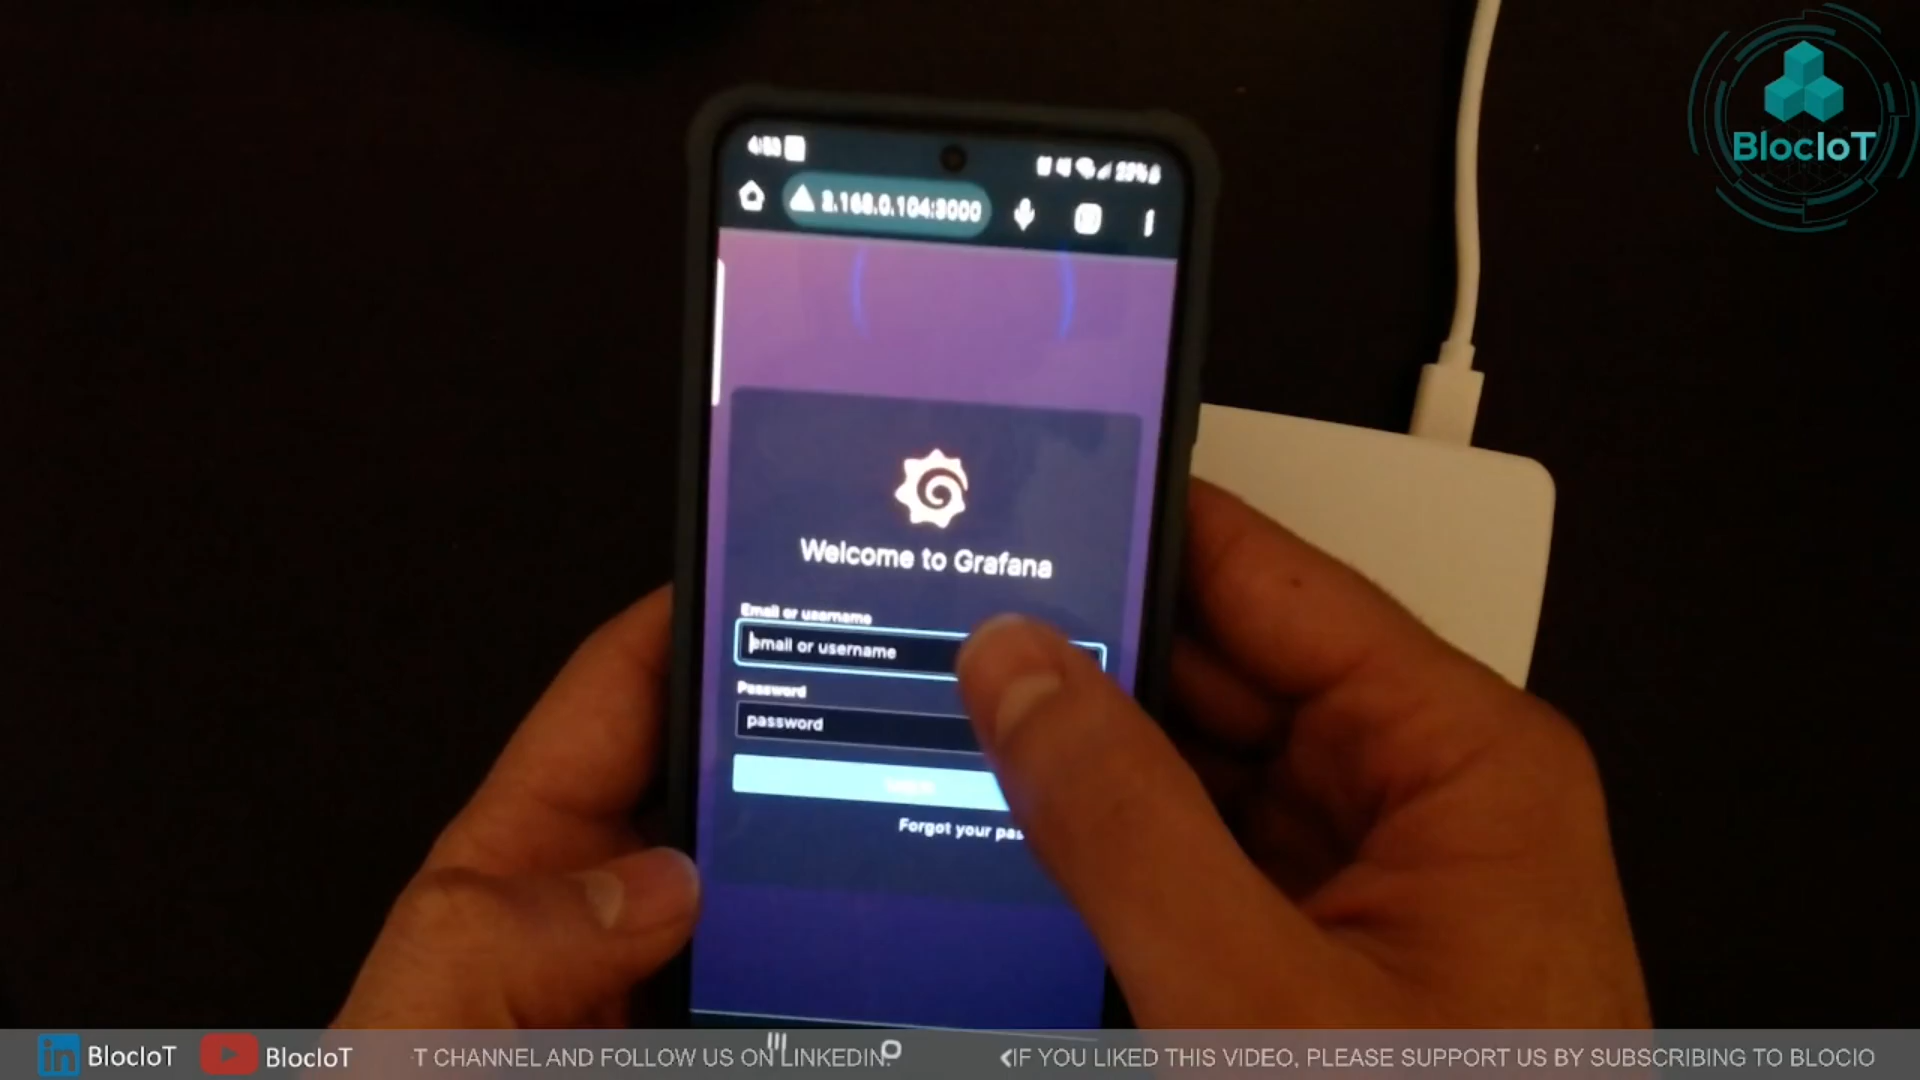 BlocIoT
2.168.0.104:3000
Welcome to Grafana
Email or username
email or username
Password
password
Forgot your pas
in BlocIoT BlocIoT -T CHANNEL AND FOLLOW US ON LINKEDIN. IF YOU LIKED THIS VIDEO, PLEASE SUPPORT US BY SUBSCRIBING TO BLOCIO